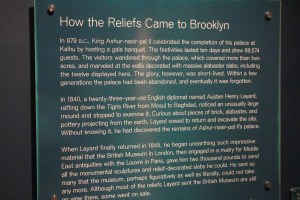 How the Reliefs Came to Brooklyn
In 879 B.C., King Ashur-nasir-pal II celebrated the completion of his palace at
Kalhu by hosting a gala banquet. The festivities lasted ten days and drew 69,574
guests. The visitors wandered through the palace, which covered more than two
acres, and marveled at the walls decorated with massive alabaster slabs, including
the twelve displayed here. The glory, however, was short-lived. Within a few
generations the palace had been abandoned, and eventually it was forgotten.
In 1840, a twenty-three-year-old English diplomat named Austen Henry Layard,
rafting down the Tigris River from Mosul to Baghdad, noticed an unusually large
mound and stopped to examine it. Curious about pieces of brick, alabaster, and
pottery projecting from the earth, Layard vowed to return and excavate the site.
Without knowing it, he had discovered the remains of Ashur-nasir-pal II's palace.
When Layard finally returned in 1845, he began unearthing such impressive
material that the British Museum in London, then engaged in a rivalry for Middle
East antiquities with the Louvre in Paris, gave him two thousand pounds to send
all the monumental sculptures and relief-decorated slabs he could. He sent so
many that the museum, perhaps figuratively as well as literally, could not take
any more. Although most of the reliefs Layard sent the British Museum are still
on view there, some went on sale.